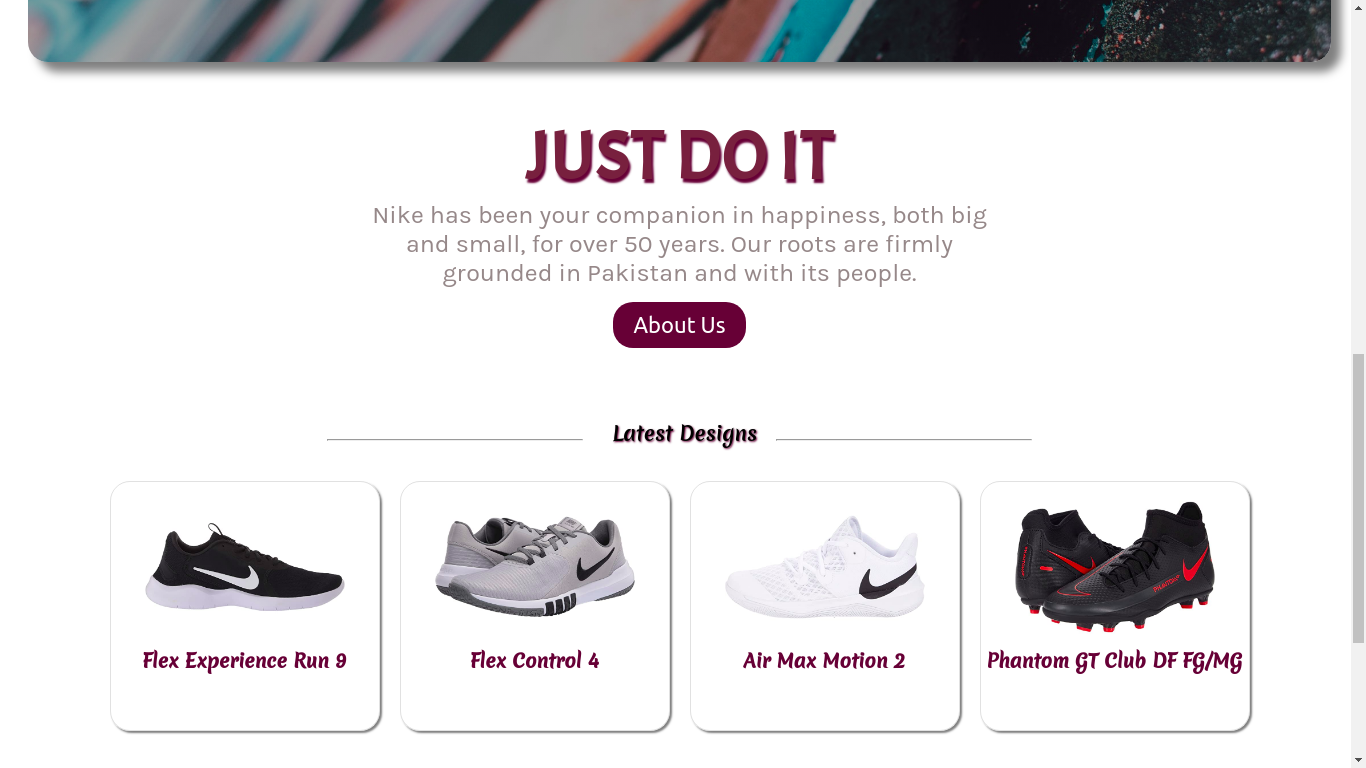 JUST DO IT
Nike has been your companion in happiness, both big
and small, for over 50 years. Our roots are firmly
grounded in Pakistan and with its people.
About Us
Latest Designs
Flex Experience Run 9
Flex Control 4
Air Max Motion 2
Phantom GT Club DF FG/MG